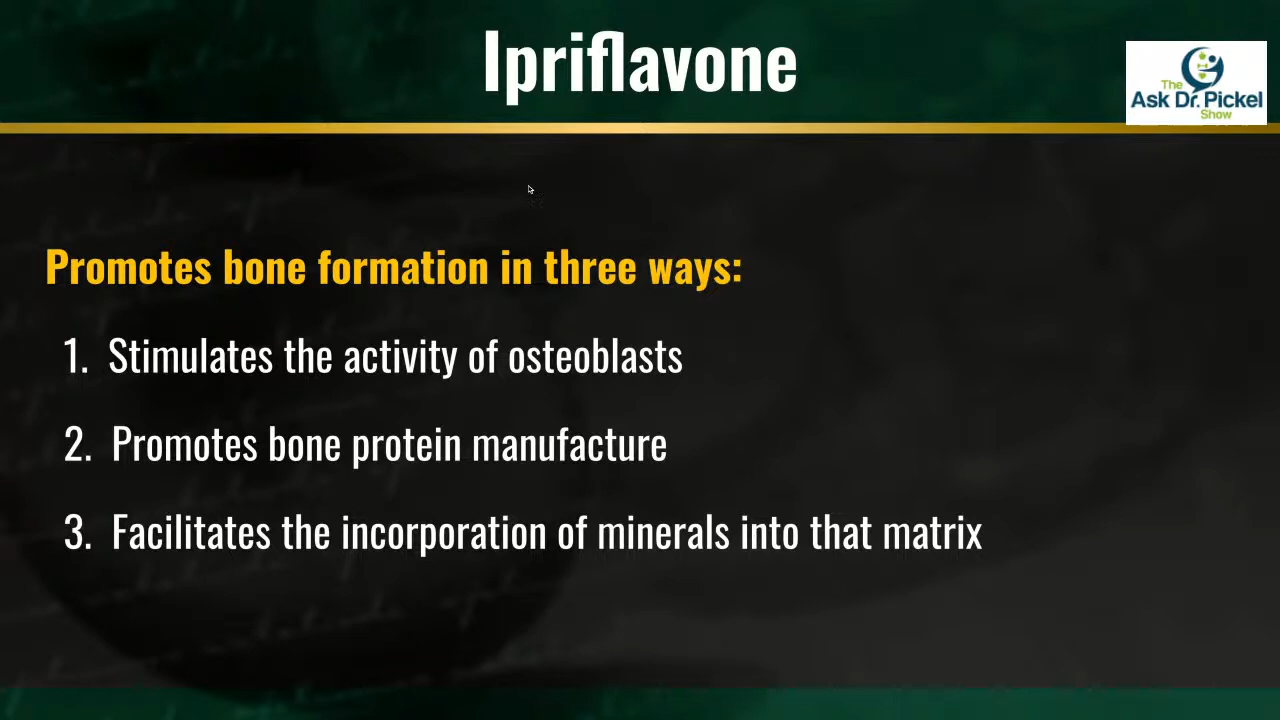 Ipriflavone
The
Ask Dr. Pickel
Show
Promotes bone formation in three ways:
1. Stimulates the activity of osteoblasts
2. Promotes bone protein manufacture
3. Facilitates the incorporation of minerals into that matrix